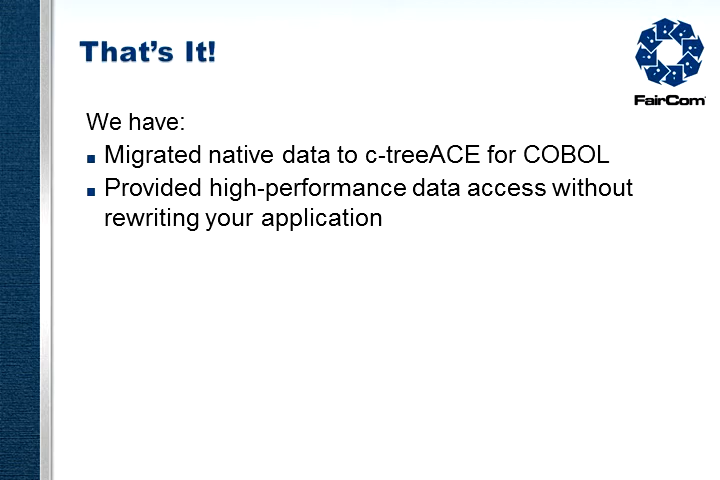 That's It!
FairCom
We have:
Migrated native data to c-treeACE for COBOL
Provided high-performance data access without
rewriting your application